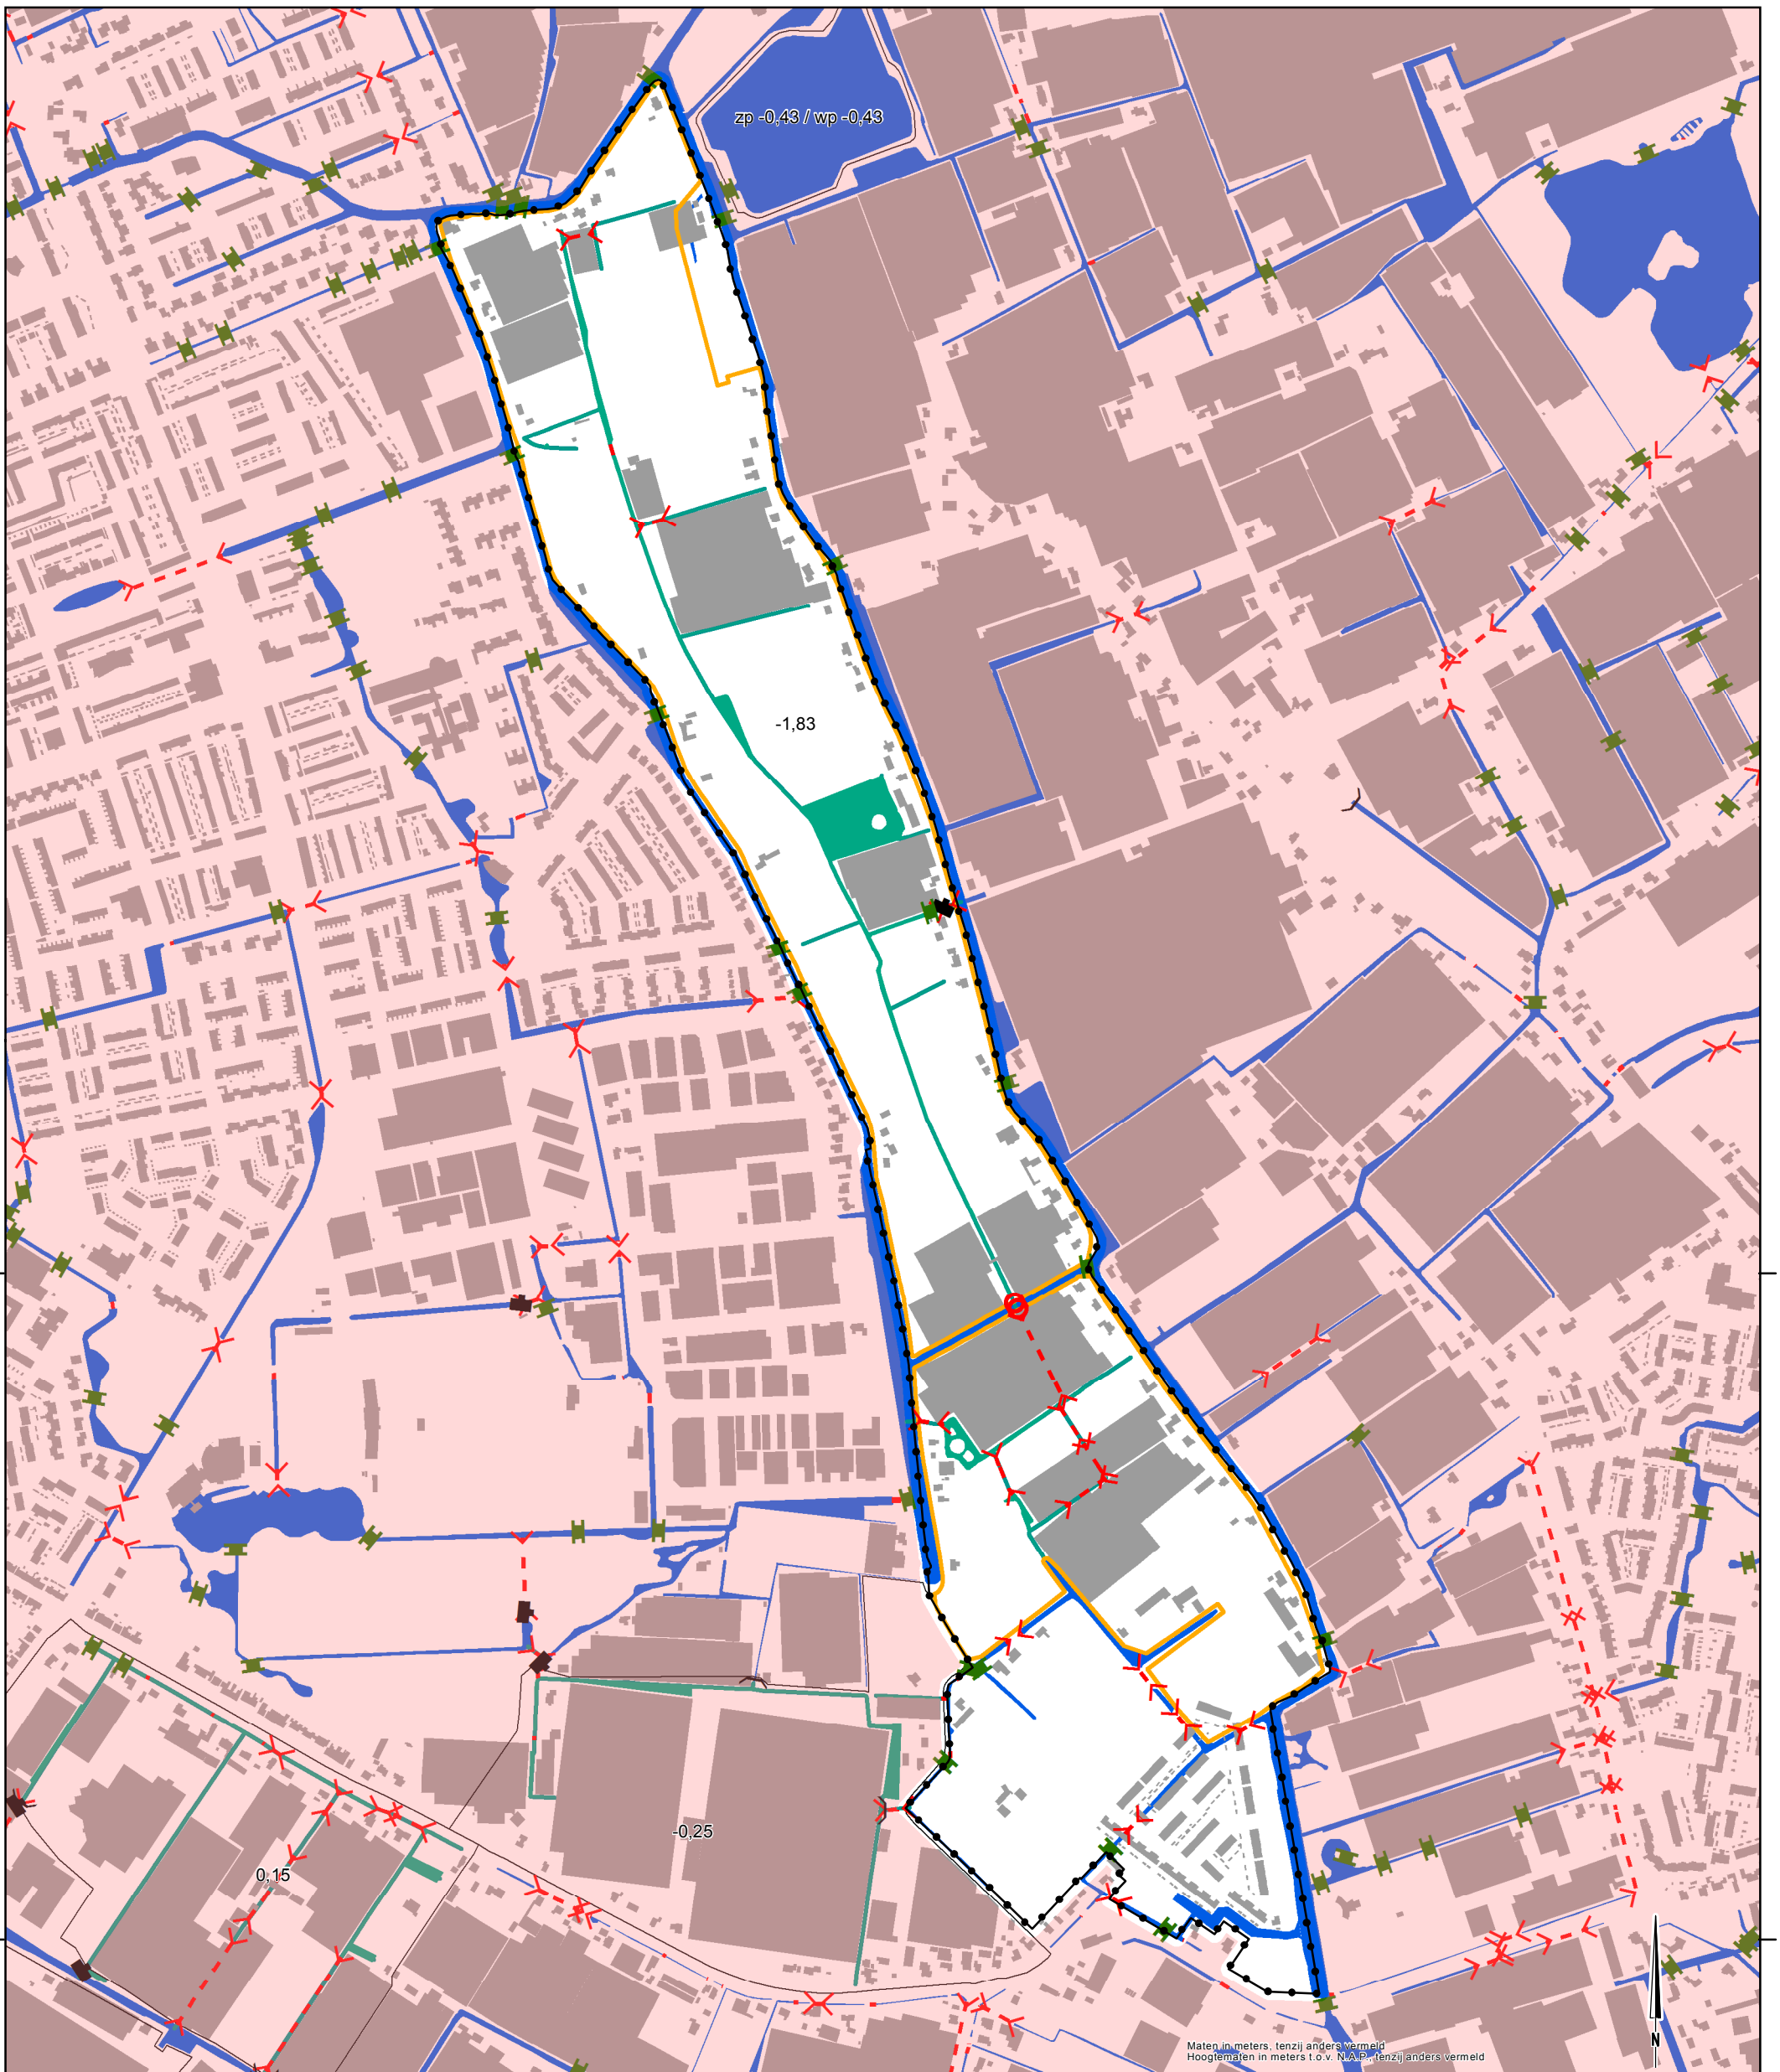 zp -0,43 / wp -0,43
-1,83
-0,25
0,15
N
Maten in meters, tenzij anders vermeld
Hoogtematen in meters t.o.v. N.A.P., tenzij anders vermeld